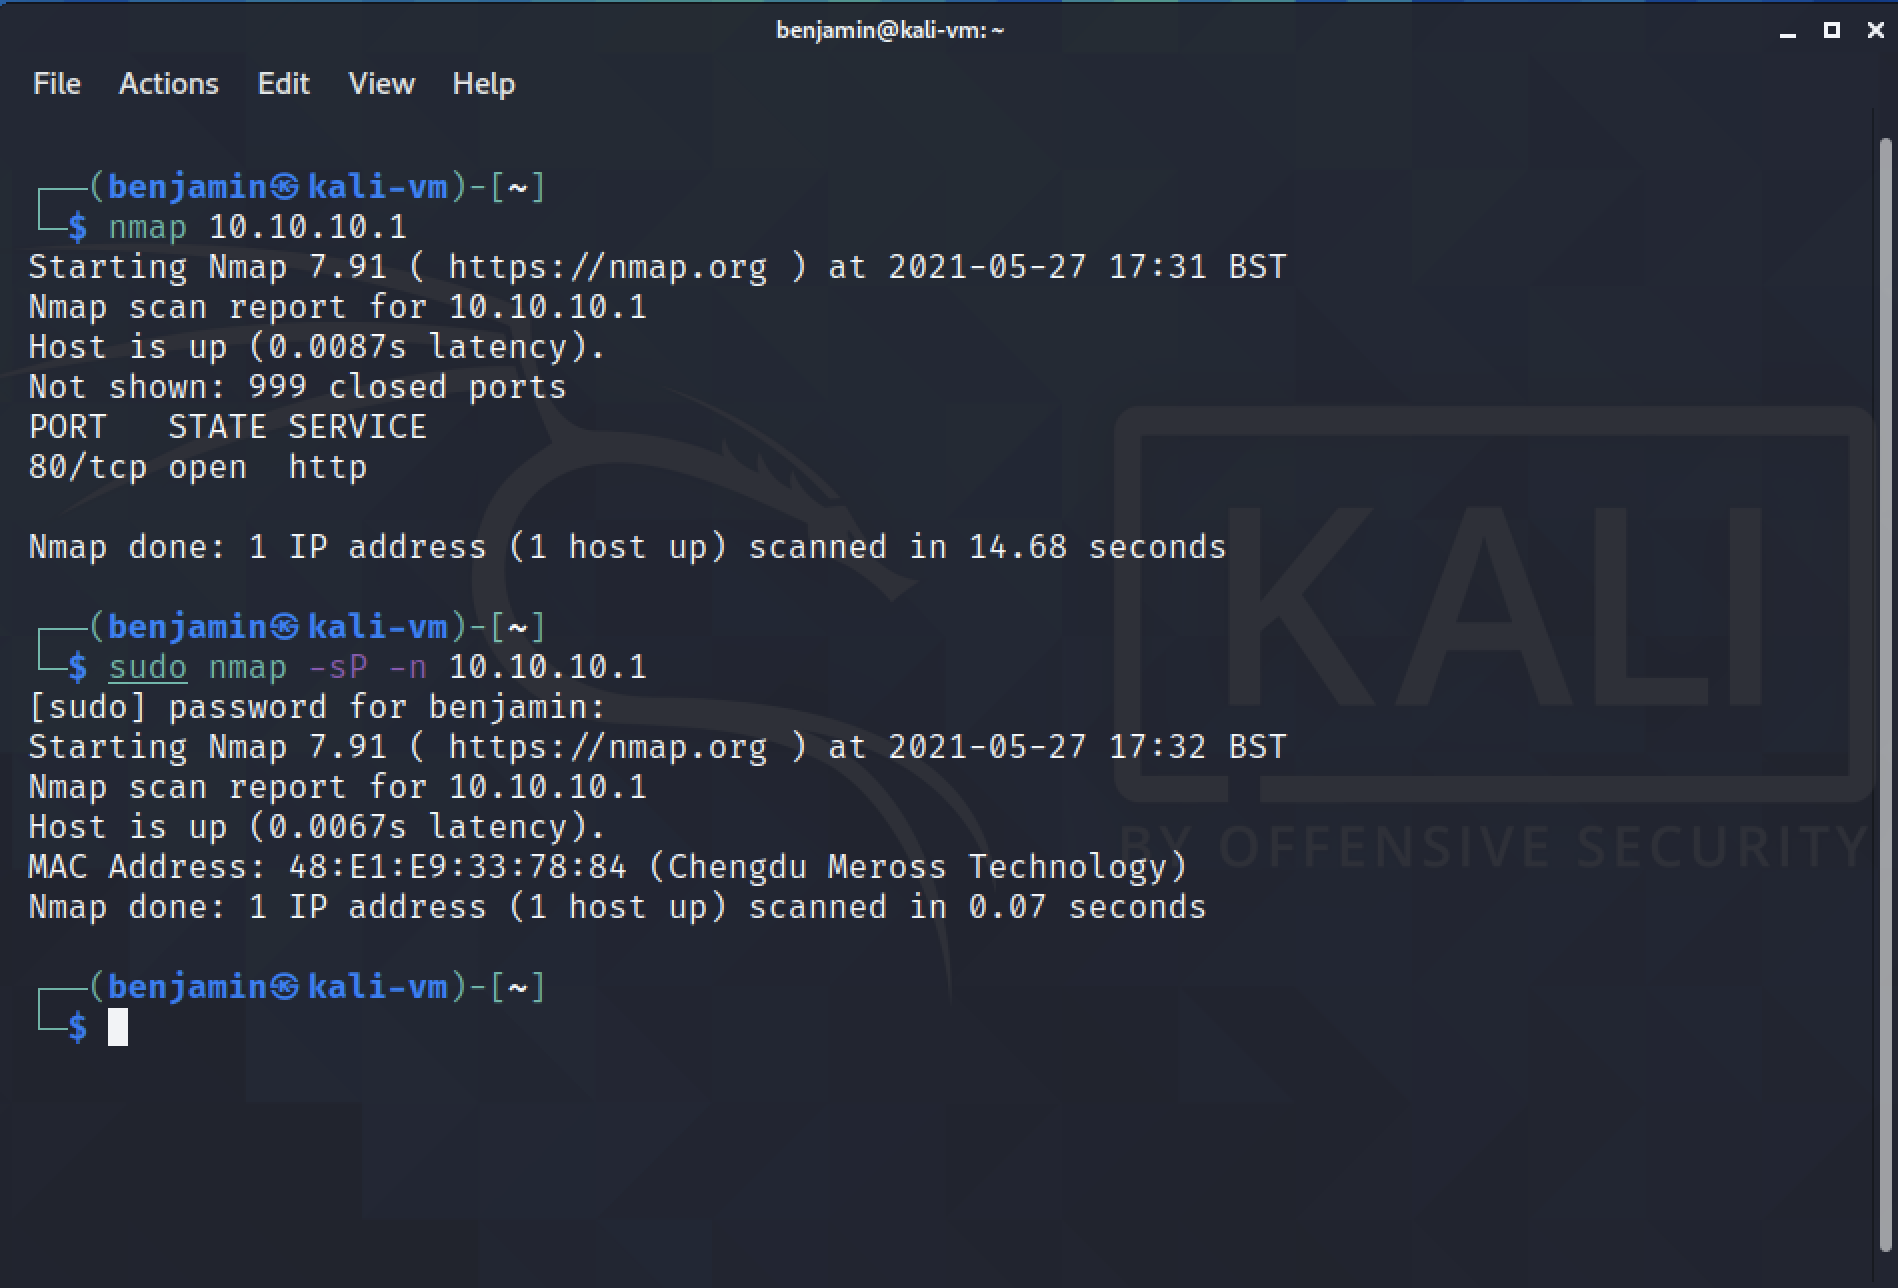 benjamin@kali-vm: ~
File Actions Edit View Help
(benjamin㉿kali-vm)-[~]
$ nmap 10.10.10.1
Starting Nmap 7.91 ( https://nmap.org ) at 2021-05-27 17:31 BST
Nmap scan report for 10.10.10.1
Host is up (0.0087s latency).
Not shown: 999 closed ports
PORT   STATE SERVICE
80/tcp open  http
Nmap done: 1 IP address (1 host up) scanned in 14.68 seconds
(benjamin㉿kali-vm)-[~]
$ sudo nmap -sP -n 10.10.10.1
[sudo] password for benjamin:
Starting Nmap 7.91 ( https://nmap.org ) at 2021-05-27 17:32 BST
Nmap scan report for 10.10.10.1
Host is up (0.0067s latency).
MAC Address: 48:E1:E9:33:78:84 (Chengdu Meross Technology)
Nmap done: 1 IP address (1 host up) scanned in 0.07 seconds
(benjamin㉿kali-vm)-[~]
$
KALI
BY OFFENSIVE SECURITY